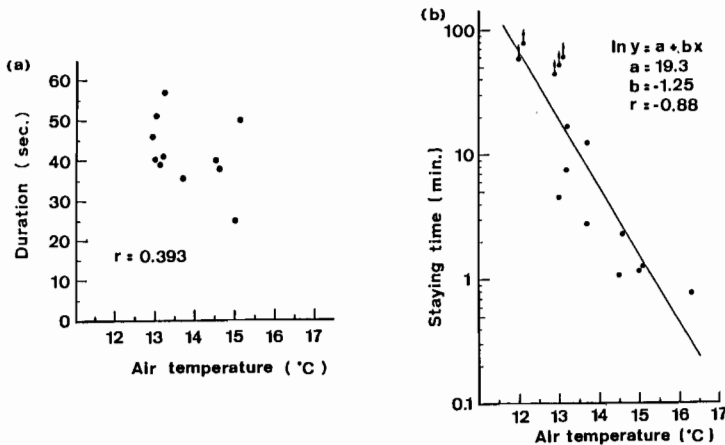 (a)
60
50
40
30
20
10
0
Duration ( sec.)
r = 0.393
12 13 14 15 16 17
Air temperature ( °C)
(b)
100
10
1
0.1
Staying time (min.)
ln y = a + bx
a = 19.3
b = -1.25
r = -0.88
12 13 14 15 16 17
Air temperature (°C)